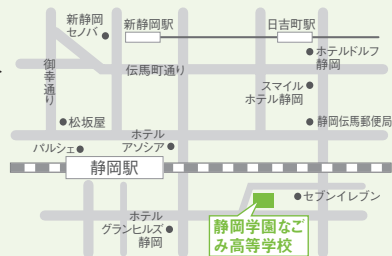 新静岡
セノバ
新静岡駅
日吉町駅
ホテルドルフ
静岡
御幸通り
伝馬町通り
スマイル
ホテル静岡
松坂屋
静岡伝馬郵便局
パルシェ
ホテル
アソシア
静岡駅
セブンイレブン
ホテル
グランヒルズ
静岡
静岡学園なご
み高等学校